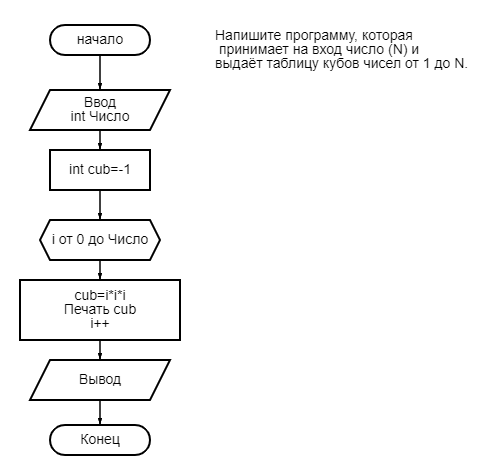 начало
Напишите программу, которая
принимает на вход число (N) и
выдаёт таблицу кубов чисел от 1 до N.
Ввод
int Число
int cub=-1
i от 0 до Число
cub=i*i*i
Печать cub
i++
Вывод
Конец